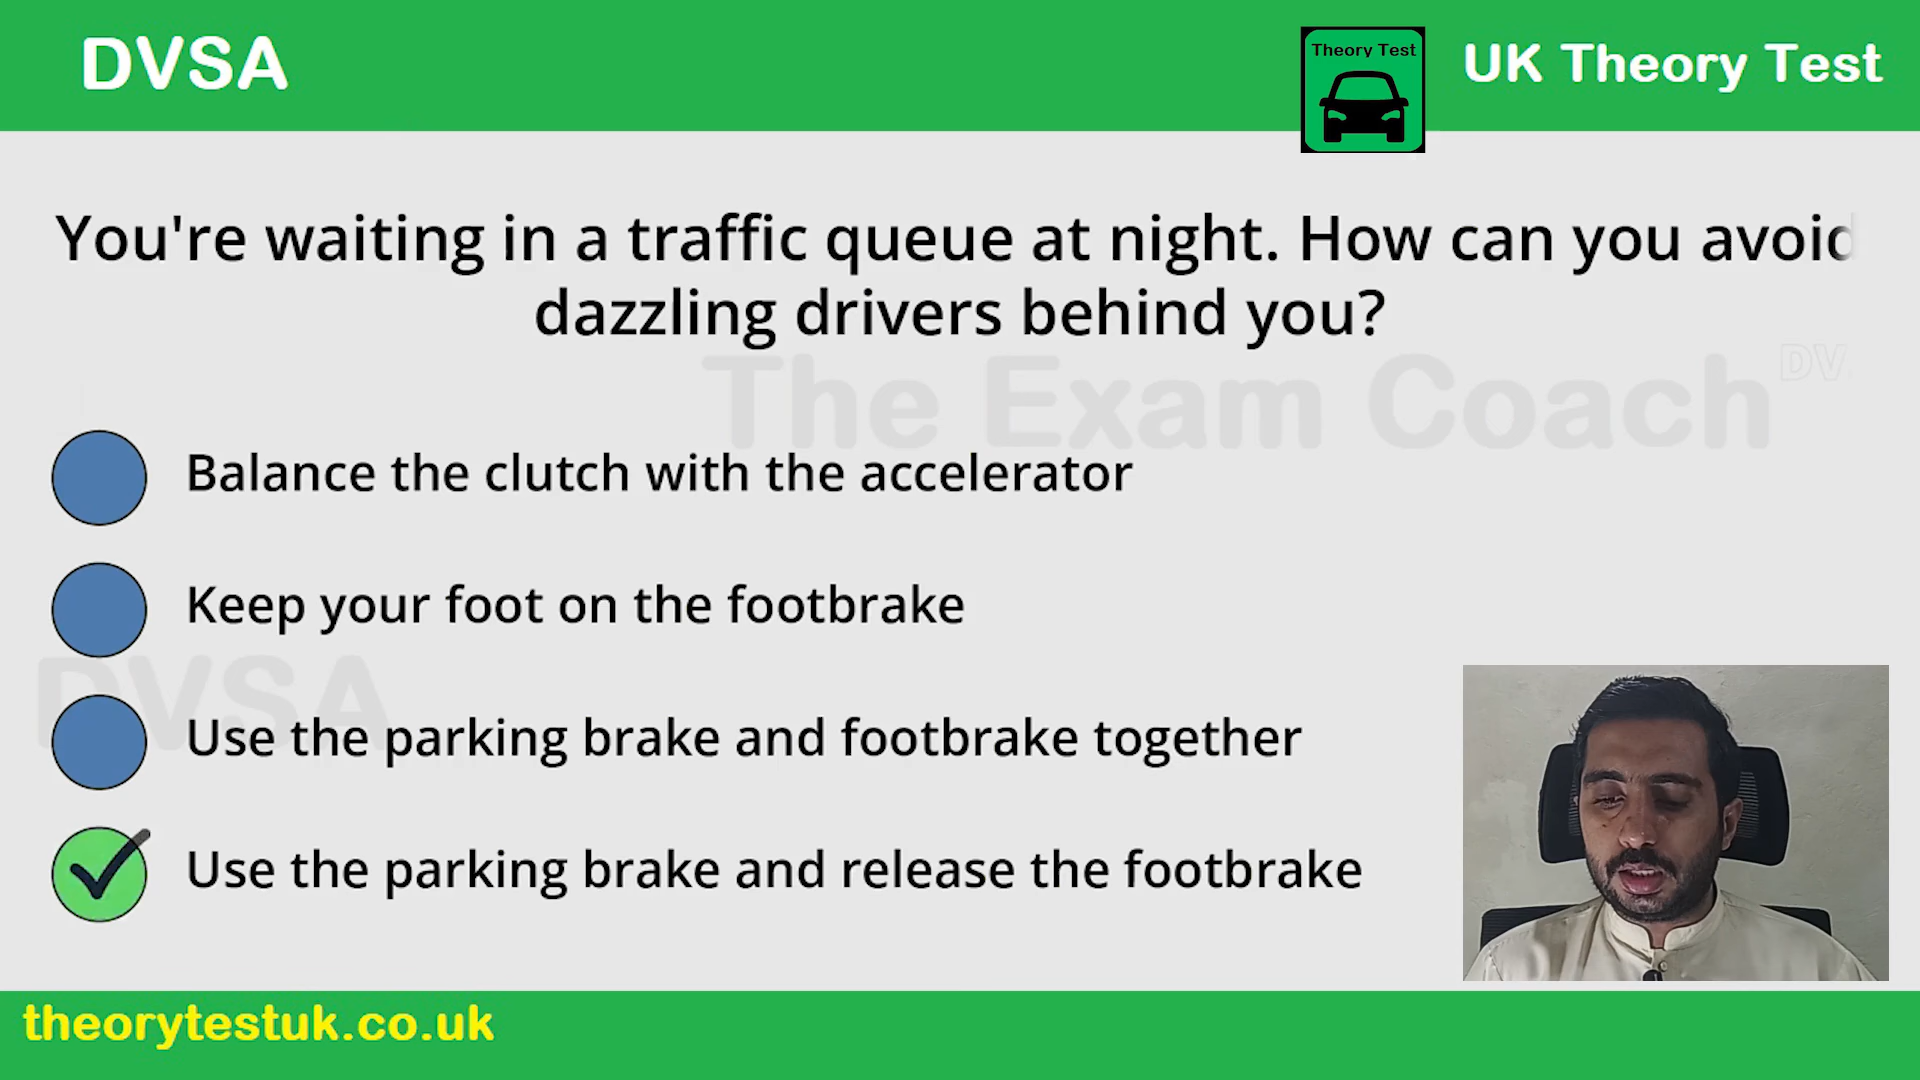 DVSA
Theory Test
UK Theory Test
You're waiting in a traffic queue at night. How can you avoid
dazzling drivers behind you?
The Exam Coach
DV
Balance the clutch with the accelerator
Keep your foot on the footbrake
DVSA
Use the parking brake and footbrake together
Use the parking brake and release the footbrake
theorytestuk.co.uk